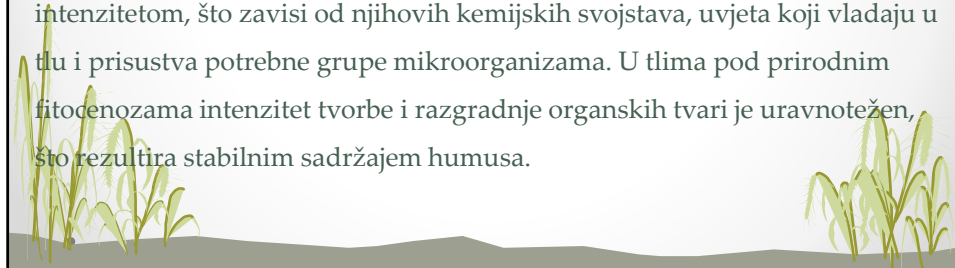 intenzitetom, što zavisi od njihovih kemijskih svojstava, uvjeta koji vladaju u
tlu i prisustva potrebne grupe mikroorganizama. U tlima pod prirodnim
fitocenozama intenzitet tvorbe i razgradnje organskih tvari je uravnotežen,
što rezultira stabilnim sadržajem humusa.